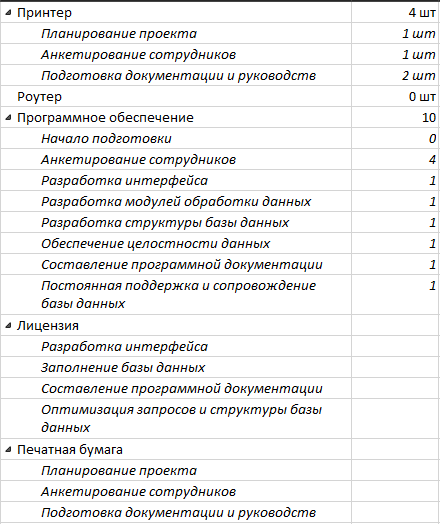 Принтер 4 шт
Планирование проекта 1 шт
Анкетирование сотрудников 1 шт
Подготовка документации и руководств 2 шт
Роутер 0 шт
Программное обеспечение 10
Начало подготовки 0
Анкетирование сотрудников 4
Разработка интерфейса 1
Разработка модулей обработки данных 1
Разработка структуры базы данных 1
Обеспечение целостности данных 1
Составление программной документации 1
Постоянная поддержка и сопровождение 1
базы данных
Лицензия
Разработка интерфейса
Заполнение базы данных
Составление программной документации
Оптимизация запросов и структуры базы
данных
Печатная бумага
Планирование проекта
Анкетирование сотрудников
Подготовка документации и руководств